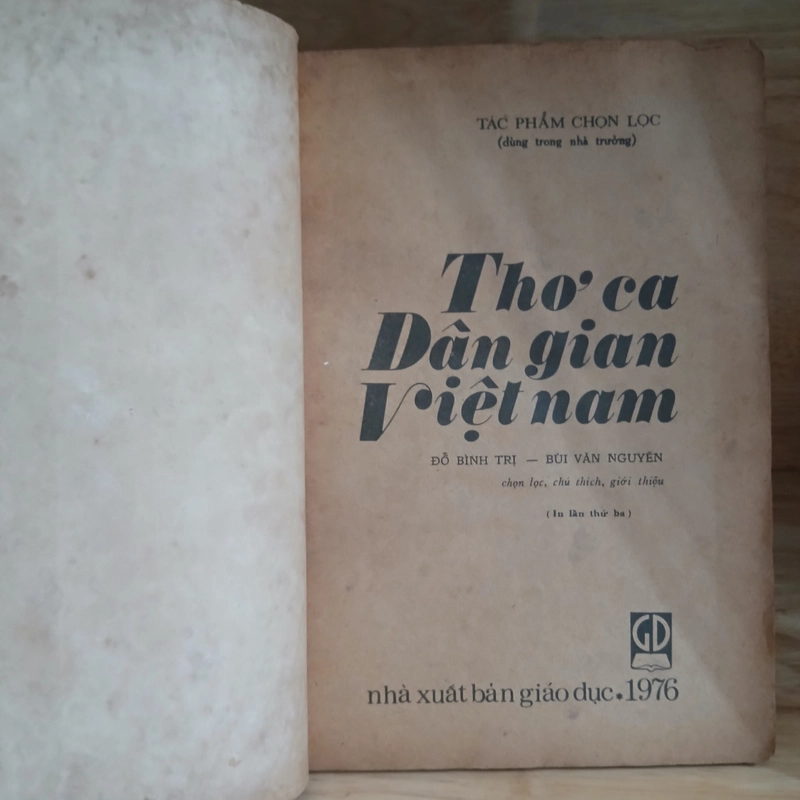 TÁC PHẨM CHỌN LỌC
(dùng trong nhà trường)
Thơ ca
Dân gian
Việt nam
ĐỖ BÌNH TRỊ — BÙI VĂN NGUYÊN
chọn lọc, chú thích, giới thiệu
(In lần thứ ba)
GD
nhà xuất bản giáo dục * 1976